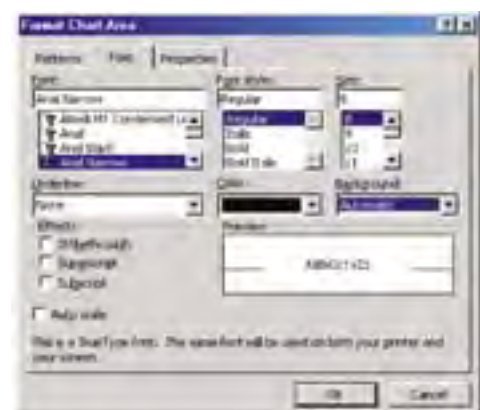 Format Chart Area
Patterns Font Properties
Font: Font style: Size:
Arial Narrow Regular 8
Arial
Arial Black
Arial Narrow
Regular
Italic
Bold
Bold Italic
8
9
10
11
Underline: Color: Background:
None Automatic
Effects Preview
Strikethrough
Superscript
Subscript
Auto scale
This is a TrueType font. The same font will be used on both your printer and
your screen.
OK Cancel